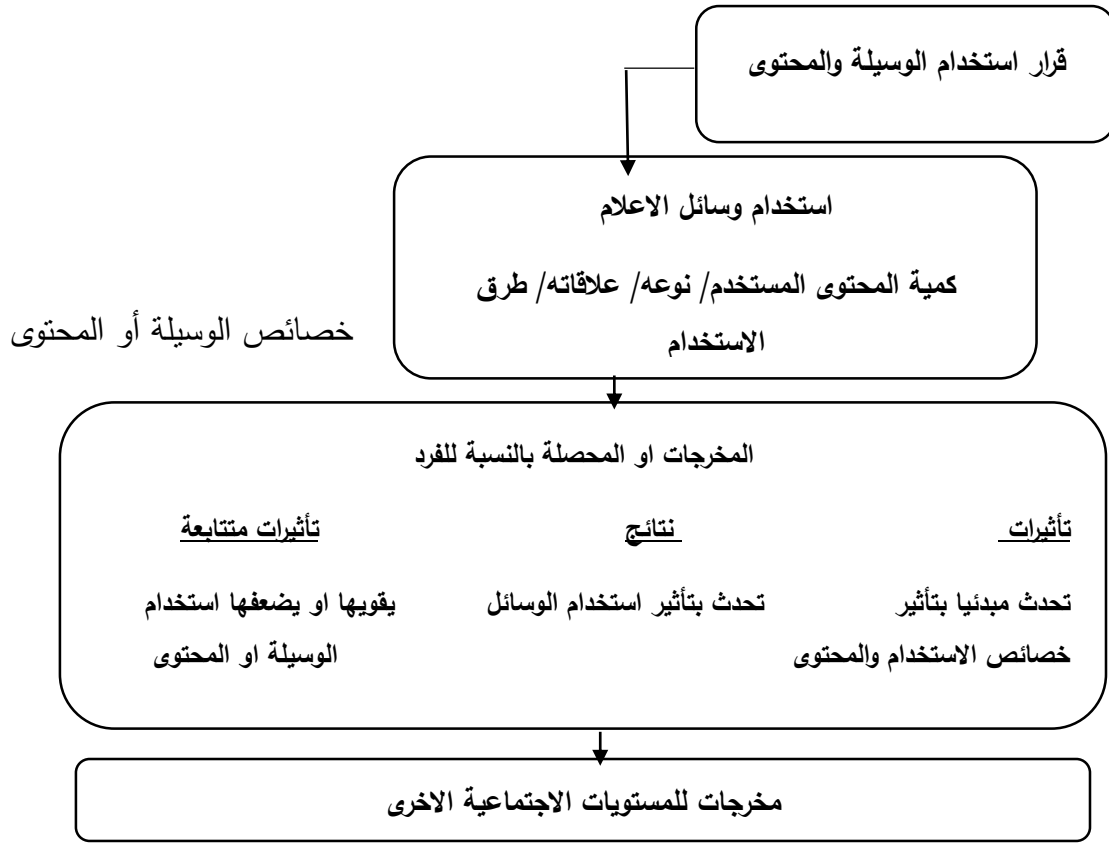 قرار استخدام الوسيلة والمحتوى
استخدام وسائل الاعلام
كمية المحتوى المستخدم/ نوعه/ علاقاته/ طرق
الاستخدام
خصائص الوسيلة أو المحتوى
المخرجات او المحصلة بالنسبة للفرد
تأثيرات
تحدث مبدئيا بتأثير
خصائص الاستخدام والمحتوى
نتائج
تحدث بتأثير استخدام الوسائل
تأثيرات متتابعة
يقويها او يضعفها استخدام
الوسيلة او المحتوى
مخرجات للمستويات الاجتماعية الاخرى